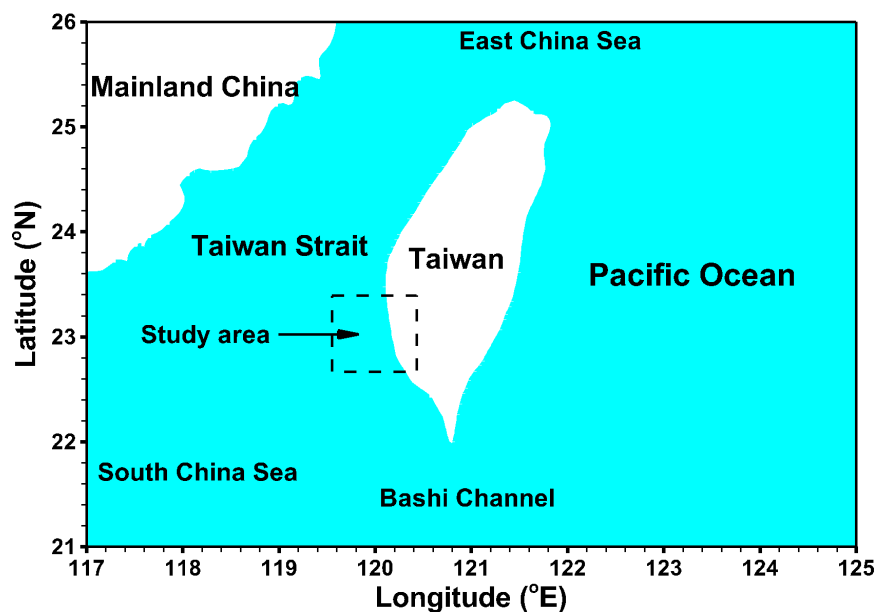 26
East China Sea
Mainland China
25
24
Taiwan Strait
Taiwan
Pacific Ocean
Latitude (°N)
23
Study area
22
South China Sea
Bashi Channel
21
117 118 119 120 121 122 123 124 125
Longitude (°E)